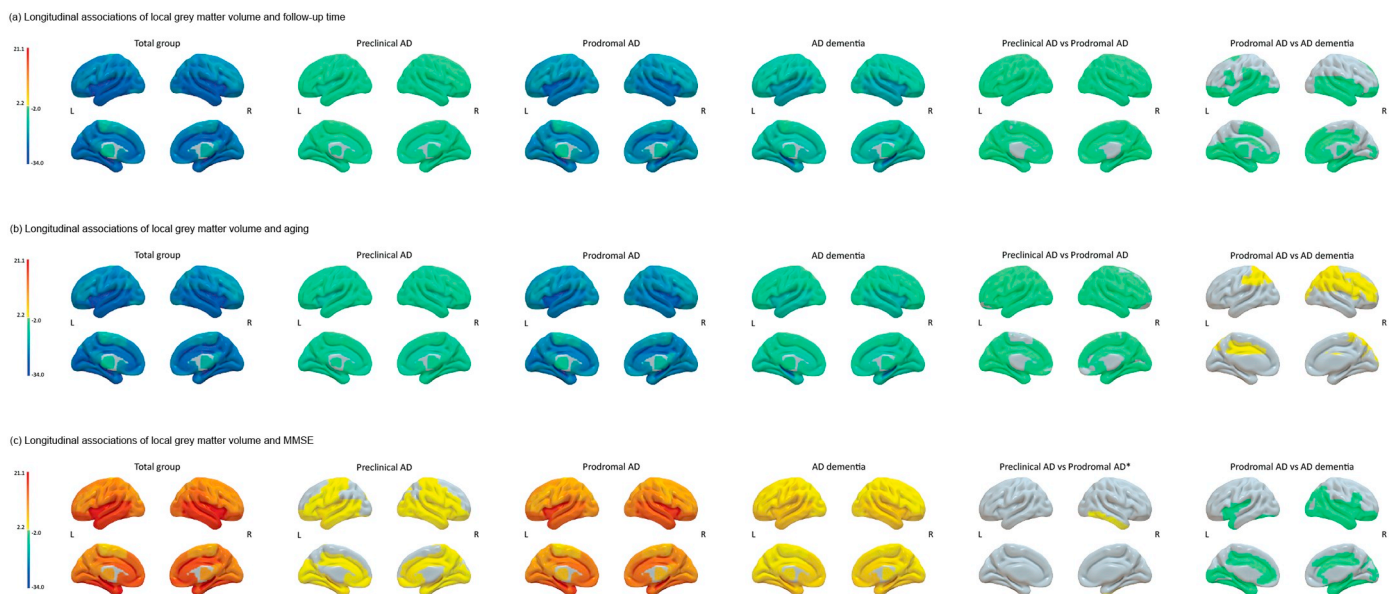 (a) Longitudinal associations of local grey matter volume and follow-up time
Total group Preclinical AD Prodromal AD AD dementia Preclinical AD vs Prodromal AD Prodromal AD vs AD dementia
21.1
2.2
-2.0
-34.0
L R L R L R L R L R L R
(b) Longitudinal associations of local grey matter volume and aging
Total group Preclinical AD Prodromal AD AD dementia Preclinical AD vs Prodromal AD Prodromal AD vs AD dementia
21.1
2.2
-2.0
-34.0
L R L R L R L R L R L R
(c) Longitudinal associations of local grey matter volume and MMSE
Total group Preclinical AD Prodromal AD AD dementia Preclinical AD vs Prodromal AD* Prodromal AD vs AD dementia
21.1
2.2
-2.0
-34.0
L R L R L R L R L R L R